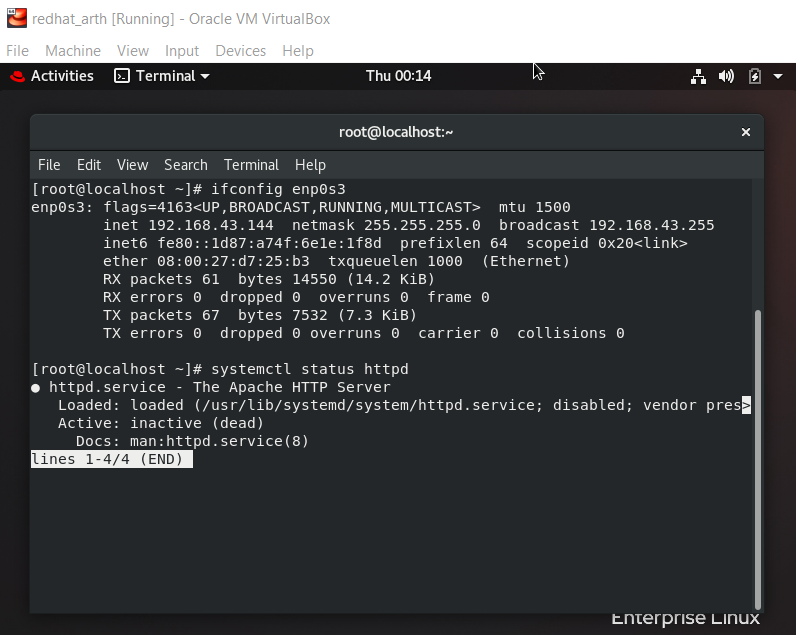 redhat_arth [Running] - Oracle VM VirtualBox
File Machine View Input Devices Help
Activities Terminal Thu 00:14
root@localhost:~ ×
File Edit View Search Terminal Help
[root@localhost ~]# ifconfig enp0s3
enp0s3: flags=4163<UP,BROADCAST,RUNNING,MULTICAST>  mtu 1500
        inet 192.168.43.144  netmask 255.255.255.0  broadcast 192.168.43.255
        inet6 fe80::1d87:a74f:6e1e:1f8d  prefixlen 64  scopeid 0x20<link>
        ether 08:00:27:d7:25:b3  txqueuelen 1000  (Ethernet)
        RX packets 61  bytes 14550 (14.2 KiB)
        RX errors 0  dropped 0  overruns 0  frame 0
        TX packets 67  bytes 7532 (7.3 KiB)
        TX errors 0  dropped 0 overruns 0  carrier 0  collisions 0
[root@localhost ~]# systemctl status httpd
● httpd.service - The Apache HTTP Server
   Loaded: loaded (/usr/lib/systemd/system/httpd.service; disabled; vendor pres>
   Active: inactive (dead)
     Docs: man:httpd.service(8)
lines 1-4/4 (END)
Enterprise Linux